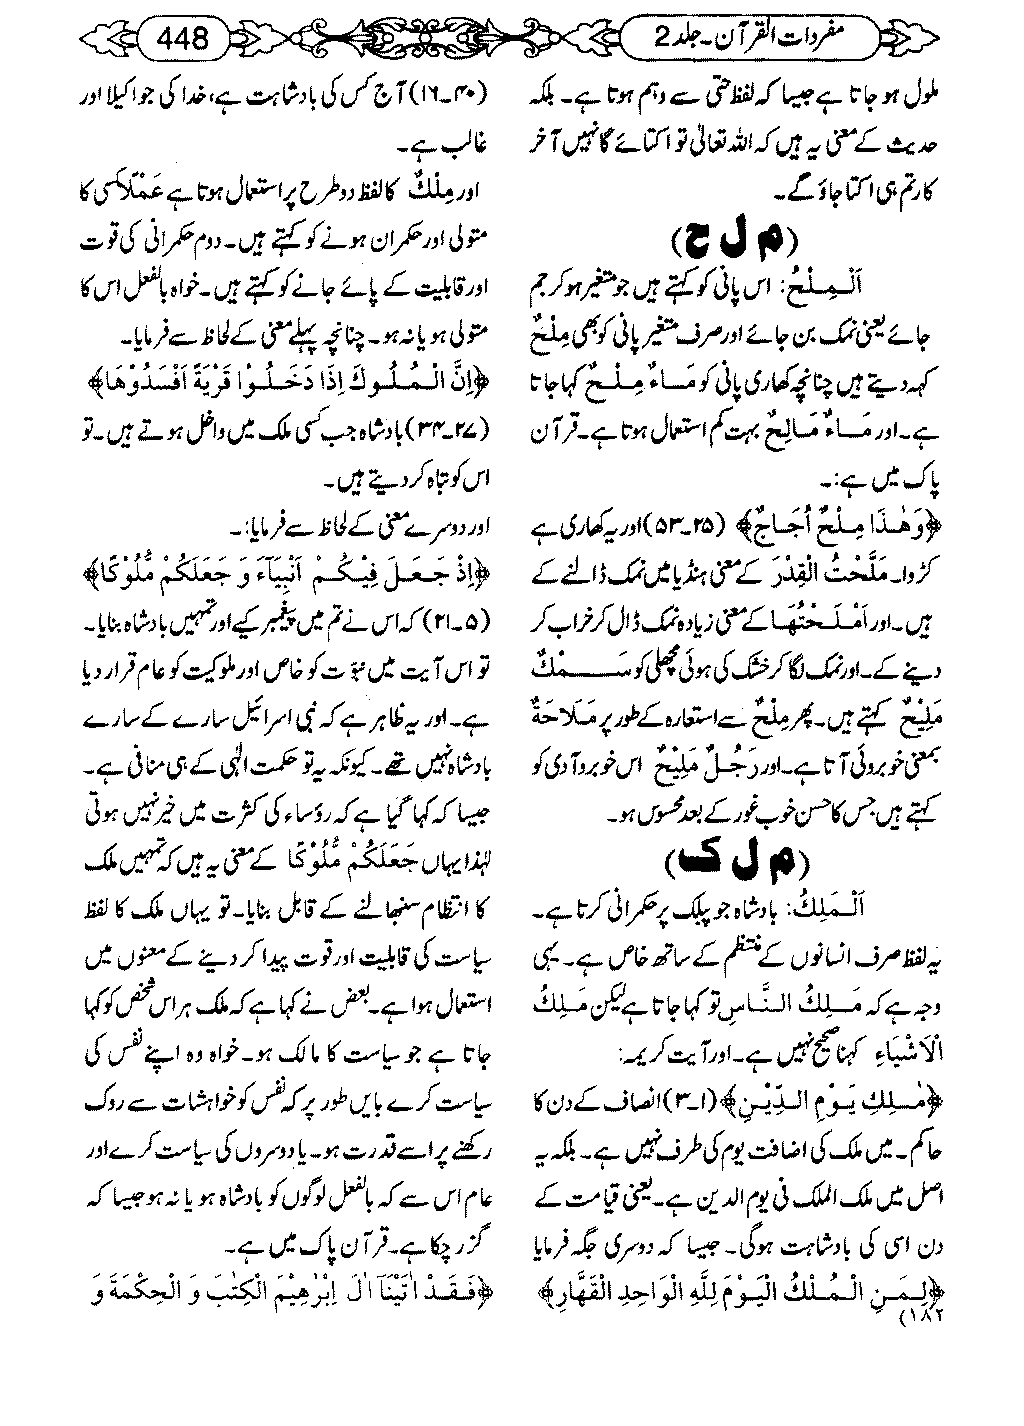 مفردات القرآن۔جلد 2
448
ملول ہو جاتا ہے جیسا کہ لفظ حتی سے وہم ہوتا ہے۔ بلکہ
حدیث کے معنی یہ ہیں کہ اللہ تعالیٰ تو اکتائے گا نہیں آخر
کار تم ہی اکتا جاؤ گے۔
(م ل ح)
اَلْمِلْحُ: اس پانی کو کہتے ہیں جو متغیر ہو کر جم
جائے یعنی نمک بن جائے اور صرف متغیر پانی کو بھی مِلْحٌ
کہہ دیتے ہیں چنانچہ کھاری پانی کو مَاءٌ مِلْحٌ کہا جاتا
ہے۔ اور مَاءٌ مَالِحٌ بہت کم استعمال ہوتا ہے۔ قرآن
پاک میں ہے:۔
﴿وَهٰذَا مِلْحٌ اُجَاجٌ﴾ (۲۵۔۵۳) اور یہ کھاری ہے
کڑوا۔ مَلَّحْتُ الْقِدْرَ کے معنی ہنڈیا میں نمک ڈالنے کے
ہیں۔ اور اَمْلَحْتُهَا کے معنی زیادہ نمک ڈال کر خراب کر
دینے کے۔ اور نمک لگا کر خشک کی ہوئی مچھلی کو سَمَكٌ
مَلِيْحٌ کہتے ہیں۔ پھر مِلْحٌ سے استعارہ کے طور پر مَلَاحَةٌ
بمعنی خوبروئی آتا ہے۔ اور رَجُلٌ مَلِيْحٌ اس خوبرو آدمی کو
کہتے ہیں جس کا حسن خوب غور کے بعد محسوس ہو۔
(م ل ک)
اَلْمَلِكُ: بادشاہ جو پبلک پر حکمرانی کرتا ہے۔
یہ لفظ صرف انسانوں کے منتظم کے ساتھ خاص ہے۔ یہی
وجہ ہے کہ مَلِكُ النَّاسِ تو کہا جاتا ہے لیکن مَلِكُ
الْاَشْيَاءِ کہنا صحیح نہیں ہے۔ اور آیت کریمہ:
﴿مٰلِكِ يَوْمِ الدِّيْنِ﴾ (۱۔۳) انصاف کے دن کا
حاکم۔ میں ملک کی اضافت یوم کی طرف نہیں ہے۔ بلکہ یہ
اصل میں ملک الملک فی یوم الدین ہے۔ یعنی قیامت کے
دن اسی کی بادشاہت ہوگی۔ جیسا کہ دوسری جگہ فرمایا
﴿لِمَنِ الْمُلْكُ الْيَوْمَ لِلّٰهِ الْوَاحِدِ الْقَهَّارِ﴾
۱۸۲)
(۴۰۔۱۶) آج کس کی بادشاہت ہے، خدا کی جو اکیلا اور
غالب ہے۔
اور مِلْكٌ کا لفظ دو طرح پر استعمال ہوتا ہے عَمَلًا کسی کا
متولی اور حکمران ہونے کو کہتے ہیں۔ دوم حکمرانی کی قوت
اور قابلیت کے پائے جانے کو کہتے ہیں۔ خواہ بالفعل اس کا
متولی ہو یا نہ ہو۔ چنانچہ پہلے معنی کے لحاظ سے فرمایا۔
﴿اِنَّ الْمُلُوْكَ اِذَا دَخَلُوْا قَرْيَةً اَفْسَدُوْهَا﴾
(۲۷۔۳۴) بادشاہ جب کسی ملک میں داخل ہوتے ہیں۔ تو
اس کو تباہ کر دیتے ہیں۔
اور دوسرے معنی کے لحاظ سے فرمایا:۔
﴿اِذْ جَعَلَ فِيْكُمْ اَنْبِيَآءَ وَ جَعَلَكُمْ مُّلُوْكًا﴾
(۵۔۲۱) کہ اس نے تم میں پیغمبر کیے اور تمہیں بادشاہ بنایا۔
تو اس آیت میں نبوت کو خاص اور ملوکیت کو عام قرار دیا
ہے۔ اور یہ ظاہر ہے کہ نبی اسرائیل سارے کے سارے
بادشاہ نہیں تھے۔ کیونکہ یہ تو حکمت الٰہی کے ہی منافی ہے۔
جیسا کہ کہا گیا ہے کہ رؤساء کی کثرت میں خیر نہیں ہوتی
لہٰذا یہاں جَعَلَكُمْ مُّلُوْكًا کے معنی یہ ہیں کہ تمہیں ملک
کا انتظام سنبھالنے کے قابل بنایا۔ تو یہاں ملک کا لفظ
سیاست کی قابلیت اور قوت پیدا کر دینے کے معنوں میں
استعمال ہوا ہے۔ بعض نے کہا ہے کہ ملک ہر اس شخص کو کہا
جاتا ہے جو سیاست کا مالک ہو۔ خواہ وہ اپنے نفس کی
سیاست کرے بایں طور پر کہ نفس کو خواہشات سے روک
رکھنے پر اسے قدرت ہو۔ یا دوسروں کی سیاست کرے اور
عام اس سے کہ بالفعل لوگوں کو بادشاہ ہو یا نہ ہو جیسا کہ
گزر چکا ہے۔ قرآن پاک میں ہے۔
﴿فَقَدْ اٰتَيْنَآ اٰلَ اِبْرٰهِيْمَ الْكِتٰبَ وَ الْحِكْمَةَ وَ